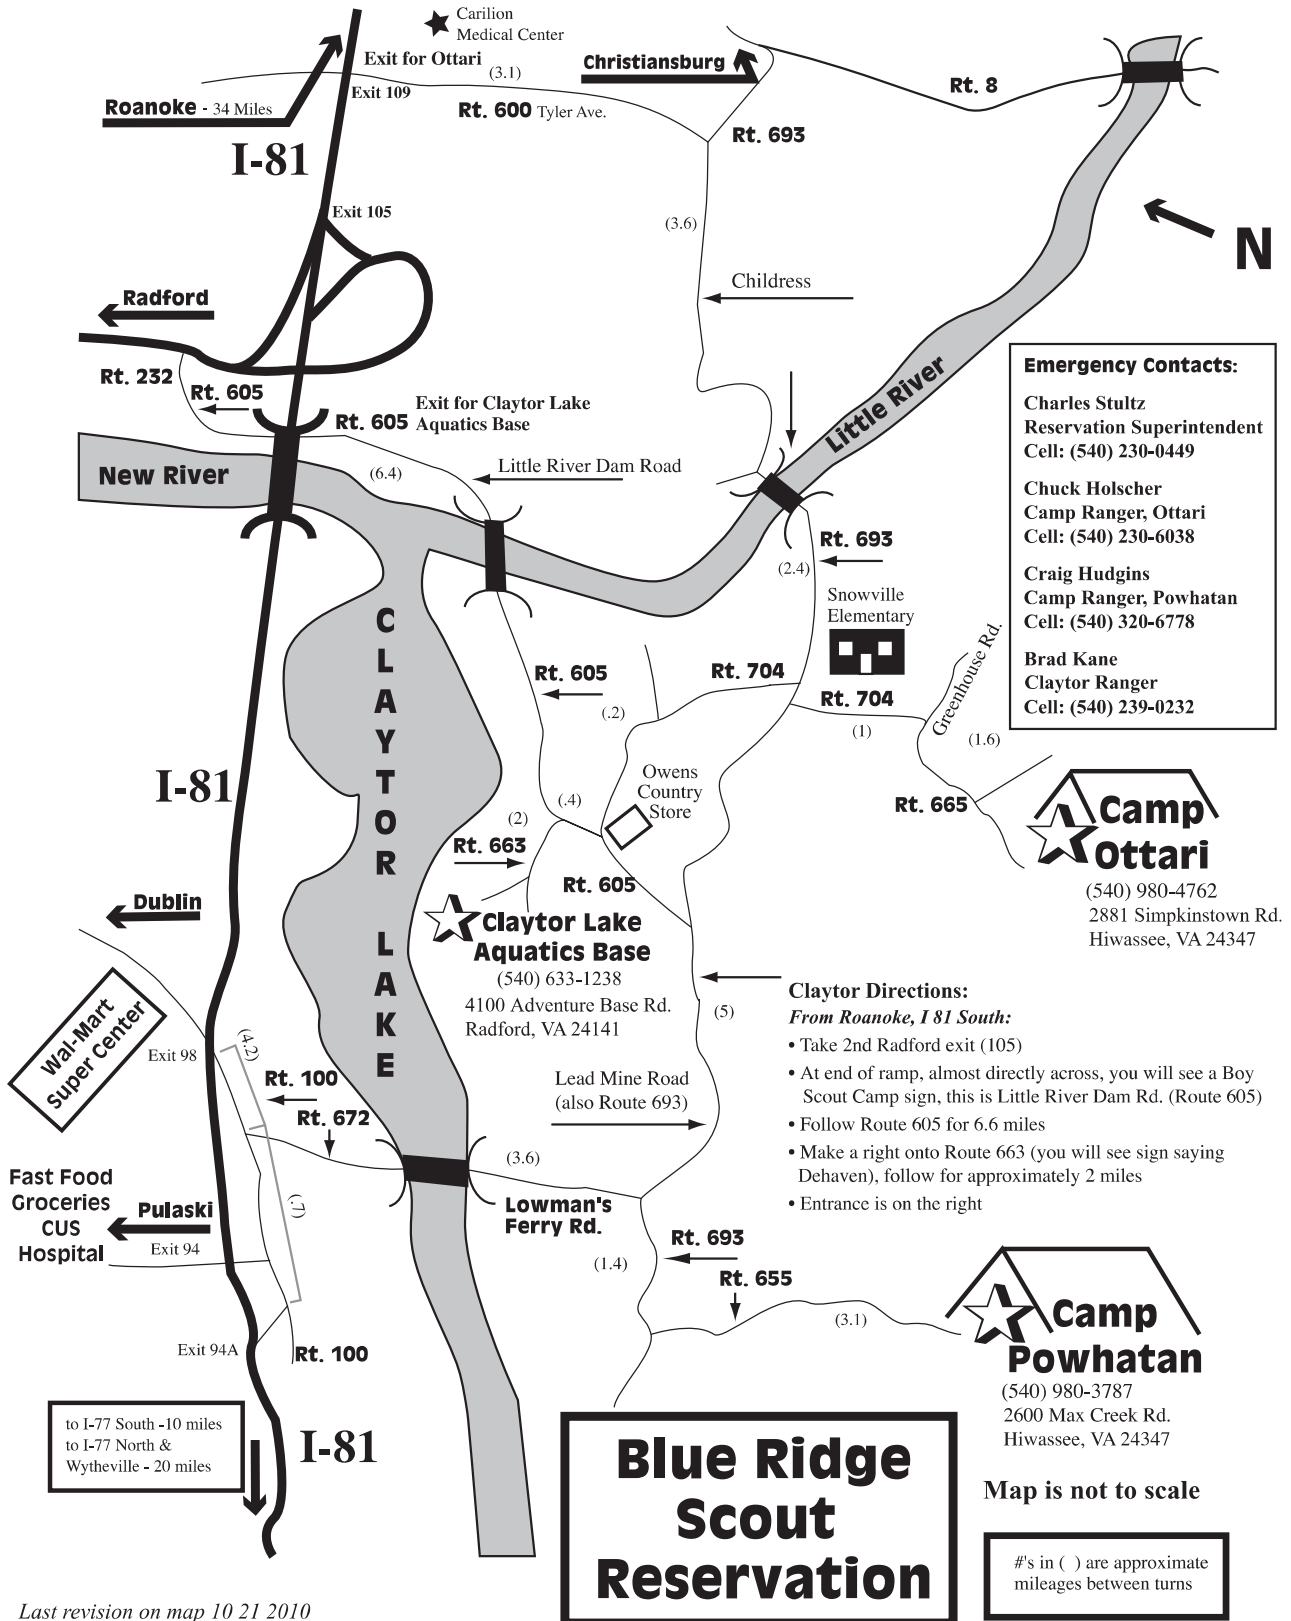 Carilion
Medical Center
Exit for Ottari
(3.1)
Christiansburg
Rt. 8
Exit 109
Roanoke - 34 Miles
Rt. 600 Tyler Ave.
Rt. 693
I-81
Exit 105
(3.6)
N
Childress
Radford
Little River
Rt. 232
Rt. 605
Rt. 605
Exit for Claytor Lake
Aquatics Base
New River
(6.4)
Little River Dam Road
Emergency Contacts:
Charles Stultz
Reservation Superintendent
Cell: (540) 230-0449
Chuck Holscher
Camp Ranger, Ottari
Cell: (540) 230-6038
Craig Hudgins
Camp Ranger, Powhatan
Cell: (540) 320-6778
Brad Kane
Claytor Ranger
Cell: (540) 239-0232
Rt. 693
(2.4)
Snowville
Elementary
CLAYTOR LAKE
Rt. 605
Rt. 704
Rt. 704
Greenhouse Rd.
(.2)
(1)
(1.6)
I-81
Owens
Country
Store
(.4)
(2)
Rt. 665
Rt. 663
Rt. 605
Camp
Ottari
(540) 980-4762
2881 Simpkinstown Rd.
Hiwassee, VA 24347
Dublin
Claytor Lake
Aquatics Base
(540) 633-1238
4100 Adventure Base Rd.
Radford, VA 24141
(5)
Claytor Directions:
From Roanoke, I 81 South:
• Take 2nd Radford exit (105)
• At end of ramp, almost directly across, you will see a Boy
Scout Camp sign, this is Little River Dam Rd. (Route 605)
• Follow Route 605 for 6.6 miles
• Make a right onto Route 663 (you will see sign saying
Dehaven), follow for approximately 2 miles
• Entrance is on the right
Wal-Mart
Super Center
Exit 98
(4.2)
Rt. 100
Rt. 672
Lead Mine Road
(also Route 693)
(3.6)
Lowman's
Ferry Rd.
Fast Food
Groceries
CUS
Hospital
Pulaski
Exit 94
(.7)
(1.4)
Rt. 693
Rt. 655
(3.1)
Exit 94A
Rt. 100
Camp
Powhatan
(540) 980-3787
2600 Max Creek Rd.
Hiwassee, VA 24347
to I-77 South -10 miles
to I-77 North &
Wytheville - 20 miles
I-81
Blue Ridge
Scout
Reservation
Map is not to scale
#'s in ( ) are approximate
mileages between turns
Last revision on map 10 21 2010